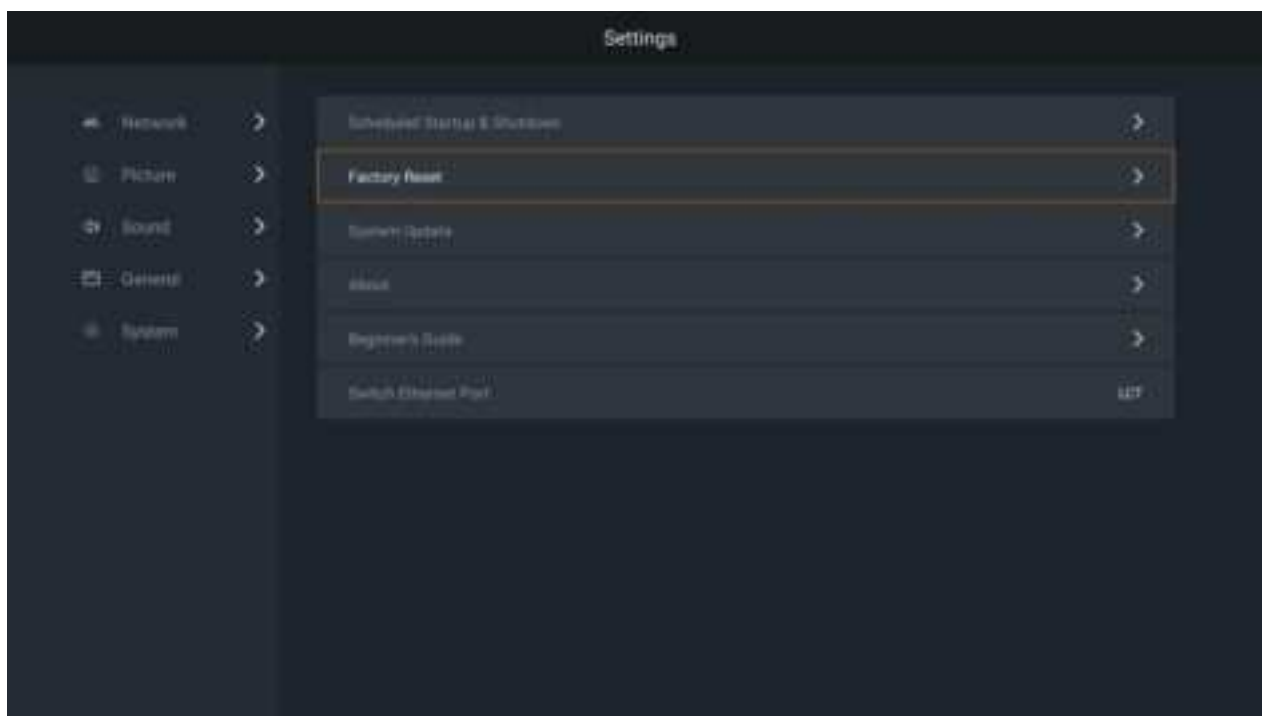 Settings
Network
Picture
Sound
General
System
Scheduled Startup & Shutdown
Factory Reset
System Update
About
Beginner's Guide
Switch Ethernet Port